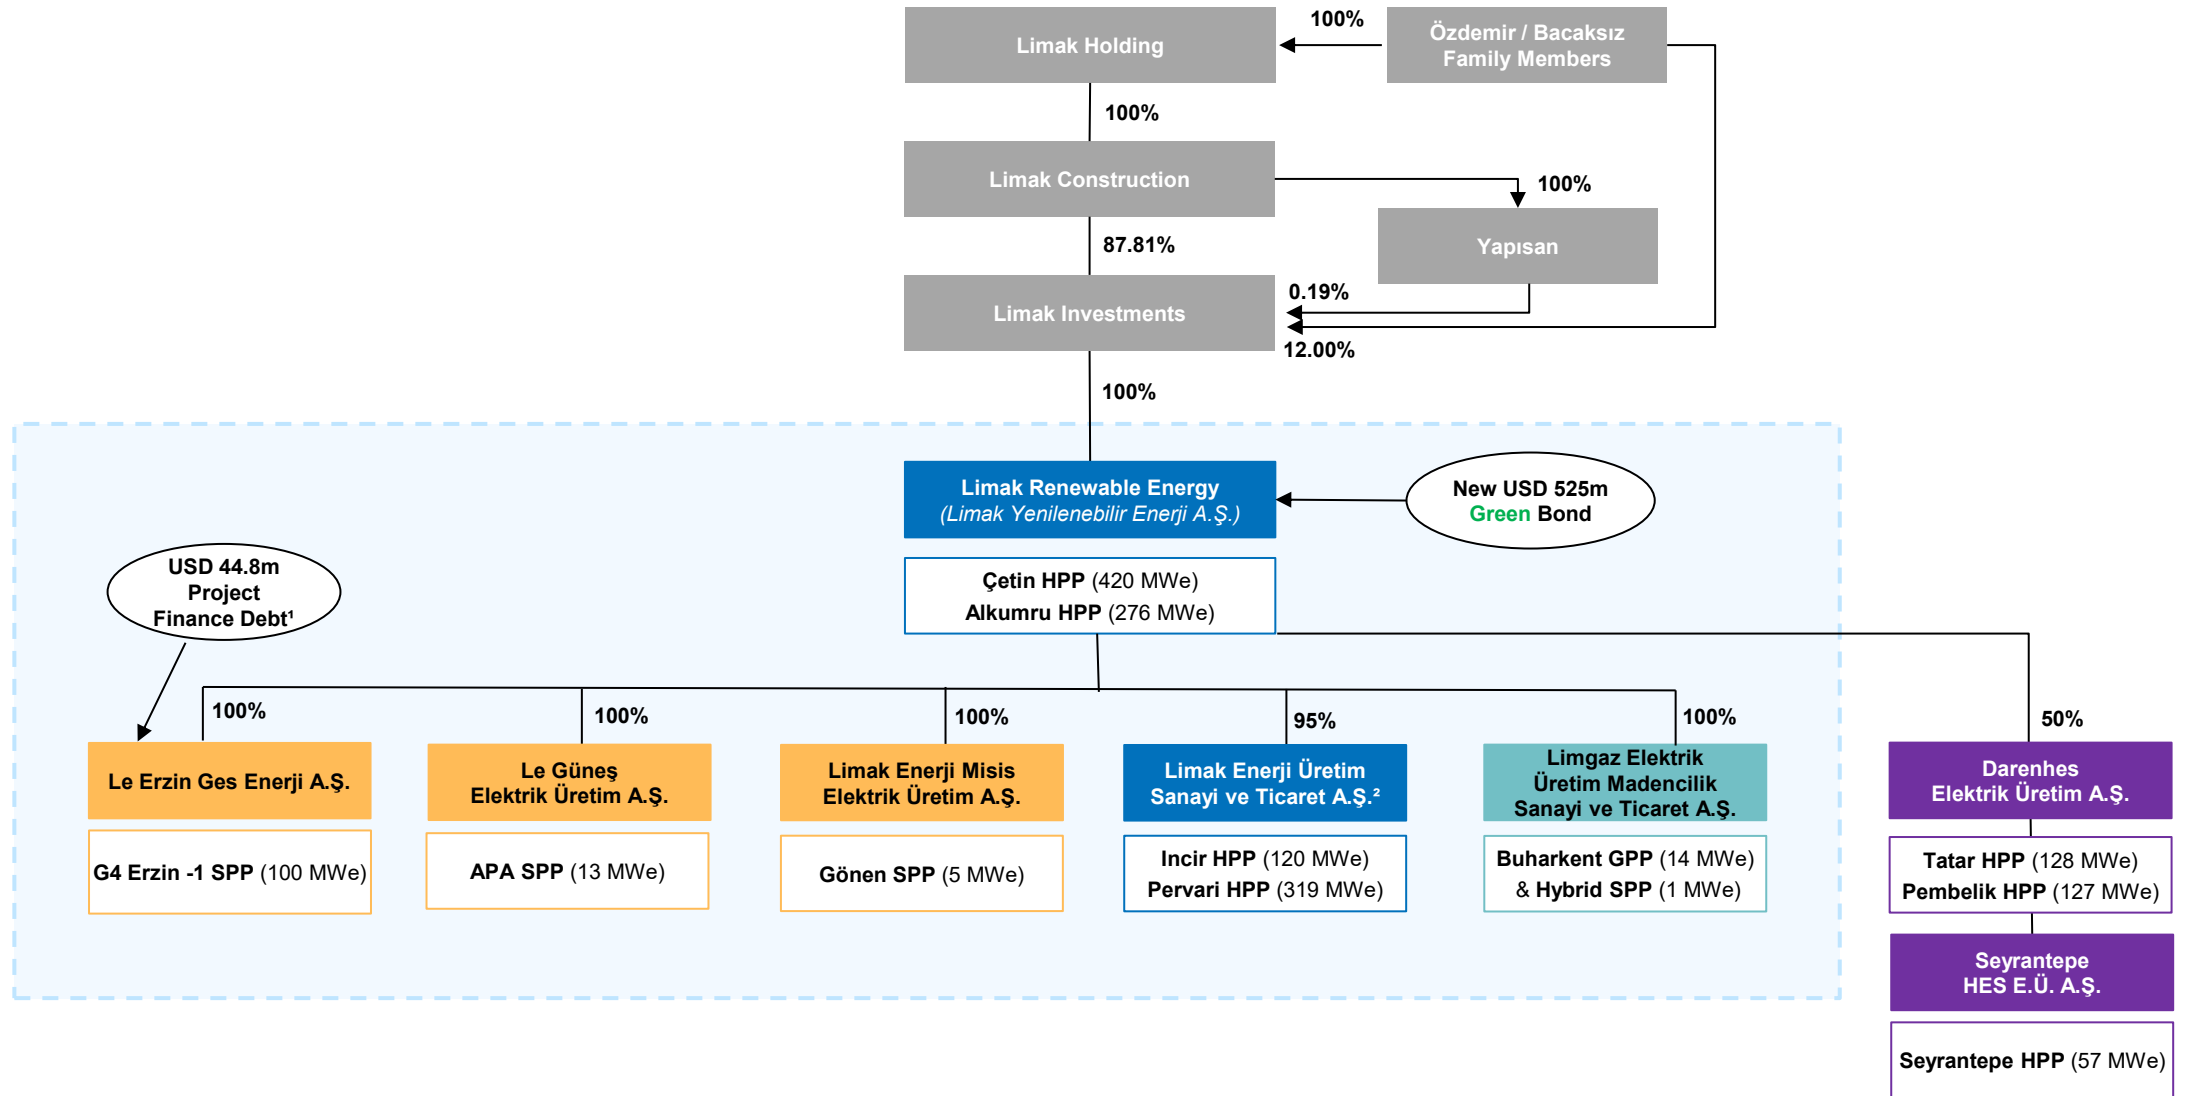 100%
Limak Holding
Özdemir / Bacaksız
Family Members
100%
Limak Construction
100%
87.81%
Yapısan
0.19%
Limak Investments
12.00%
100%
Limak Renewable Energy
(Limak Yenilenebilir Enerji A.Ş.)
New USD 525m
Green Bond
USD 44.8m
Project
Finance Debt¹
Çetin HPP (420 MWe)
Alkumru HPP (276 MWe)
100%
100%
100%
95%
100%
50%
Le Erzin Ges Enerji A.Ş.
Le Güneş
Elektrik Üretim A.Ş.
Limak Enerji Misis
Elektrik Üretim A.Ş.
Limak Enerji Üretim
Sanayi ve Ticaret A.Ş.²
Limgaz Elektrik
Üretim Madencilik
Sanayi ve Ticaret A.Ş.
Darenhes
Elektrik Üretim A.Ş.
G4 Erzin -1 SPP (100 MWe)
APA SPP (13 MWe)
Gönen SPP (5 MWe)
Incir HPP (120 MWe)
Pervari HPP (319 MWe)
Buharkent GPP (14 MWe)
& Hybrid SPP (1 MWe)
Tatar HPP (128 MWe)
Pembelik HPP (127 MWe)
Seyrantepe
HES E.Ü. A.Ş.
Seyrantepe HPP (57 MWe)